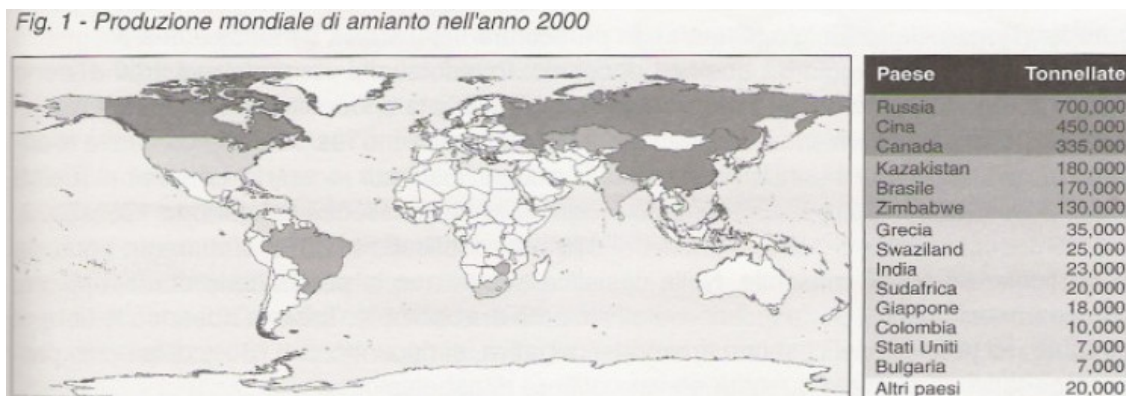 Fig. 1 - Produzione mondiale di amianto nell'anno 2000
Paese Tonnellate
Russia 700,000
Cina 450,000
Canada 335,000
Kazakistan 180,000
Brasile 170,000
Zimbabwe 130,000
Grecia 35,000
Swaziland 25,000
India 23,000
Sudafrica 20,000
Giappone 18,000
Colombia 10,000
Stati Uniti 7,000
Bulgaria 7,000
Altri paesi 20,000